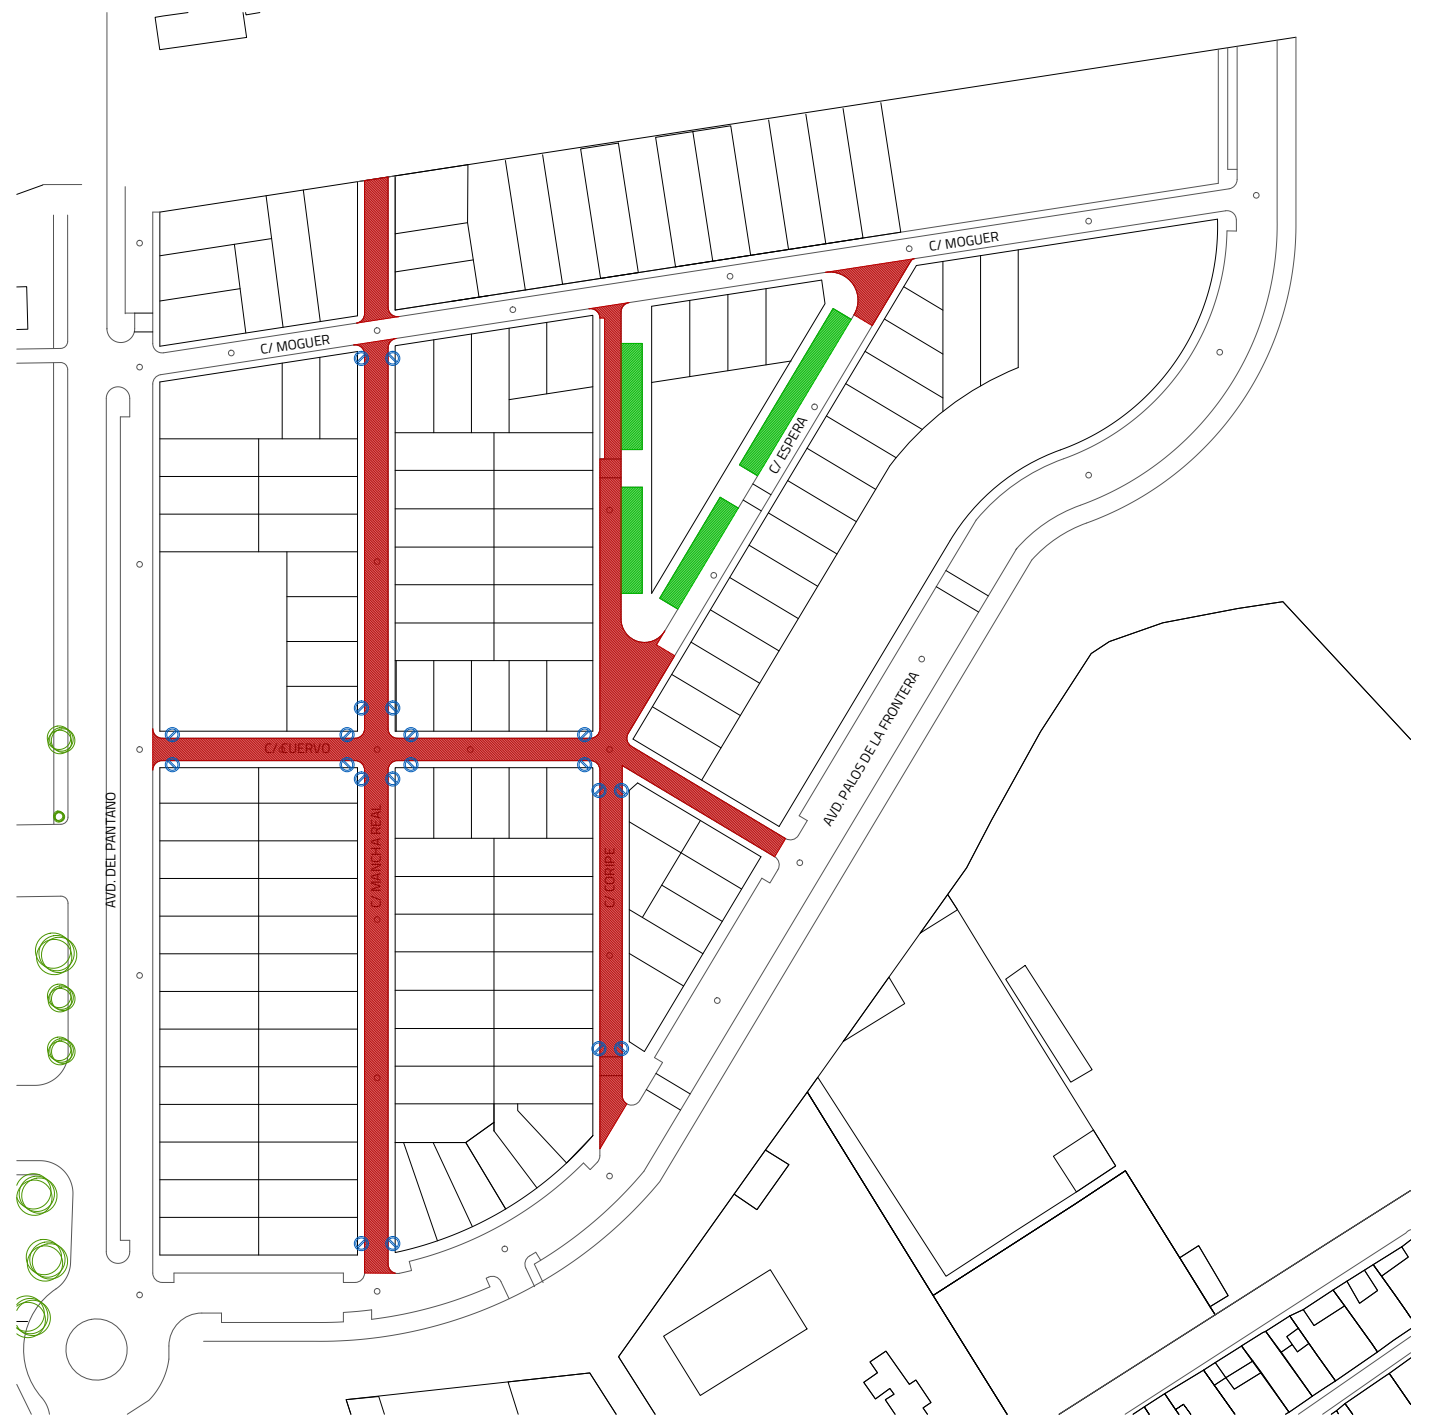 C/ MOGUER
C/ MOGUER
C/ ESPERA
C/ CUERVO
AVD. PALOS DE LA FRONTERA
AVD. DEL PANTANO
C/ MANCHA REAL
C/ CORIPE